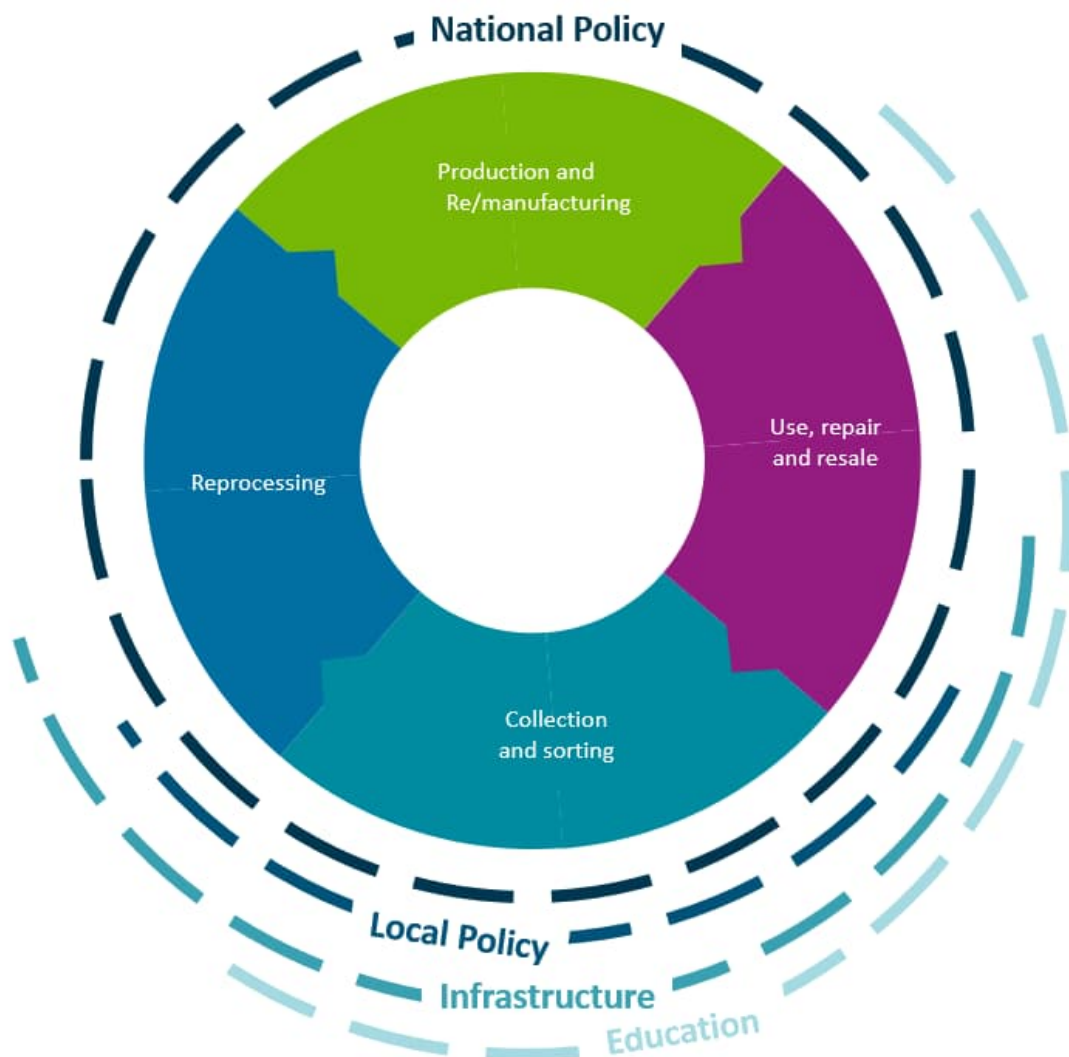 National Policy
Production and
Re/manufacturing
Use, repair
and resale
Reprocessing
Collection
and sorting
Local Policy
Infrastructure
Education